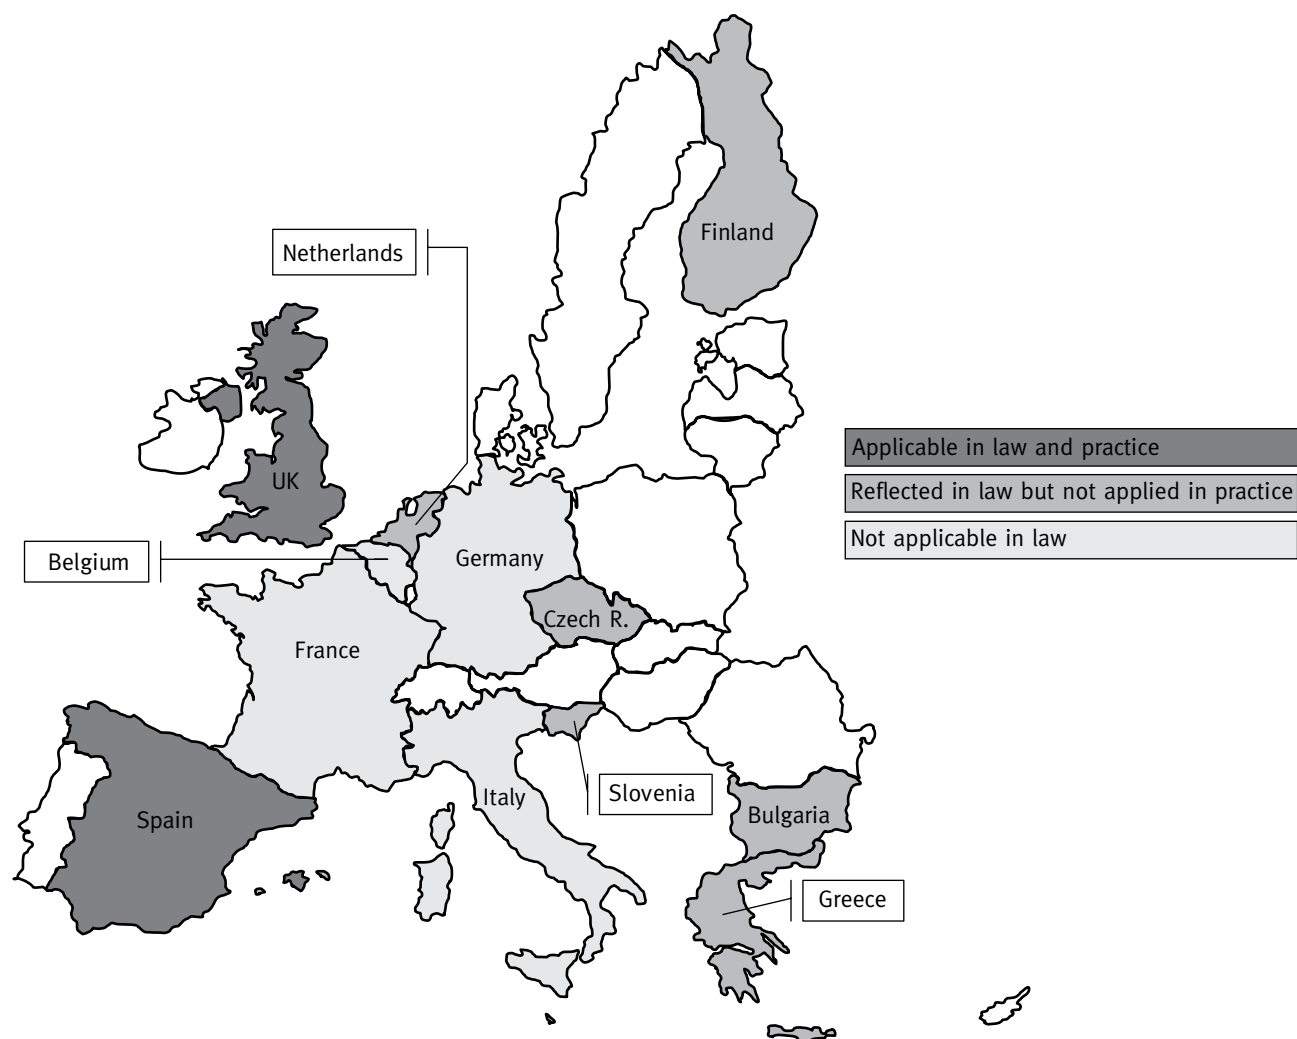 Finland
Netherlands
UK
Applicable in law and practice
Reflected in law but not applied in practice
Not applicable in law
Belgium
Germany
Czech R.
France
Slovenia
Italy
Spain
Bulgaria
Greece